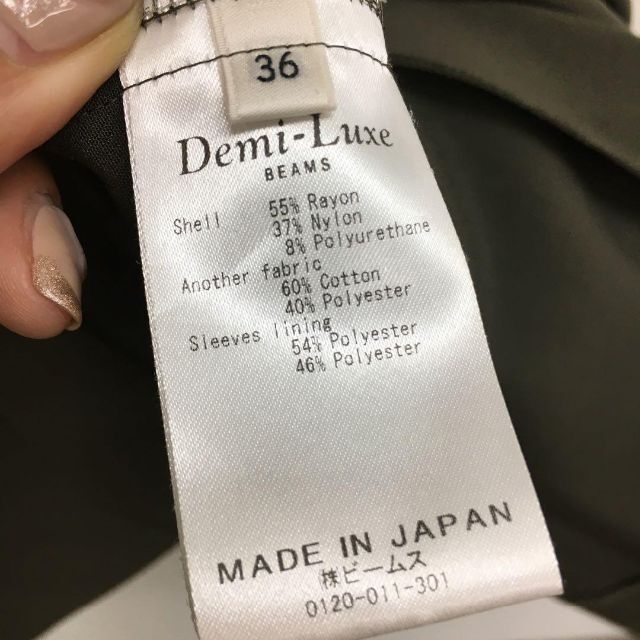 36
Demi-Luxe
BEAMS
Shell 55% Rayon
37% Nylon
8% Polyurethane
Another fabric
60% Cotton
40% Polyester
Sleeves lining
54% Polyester
46% Polyester
MADE IN JAPAN
㈱ビームス
0120-011-301